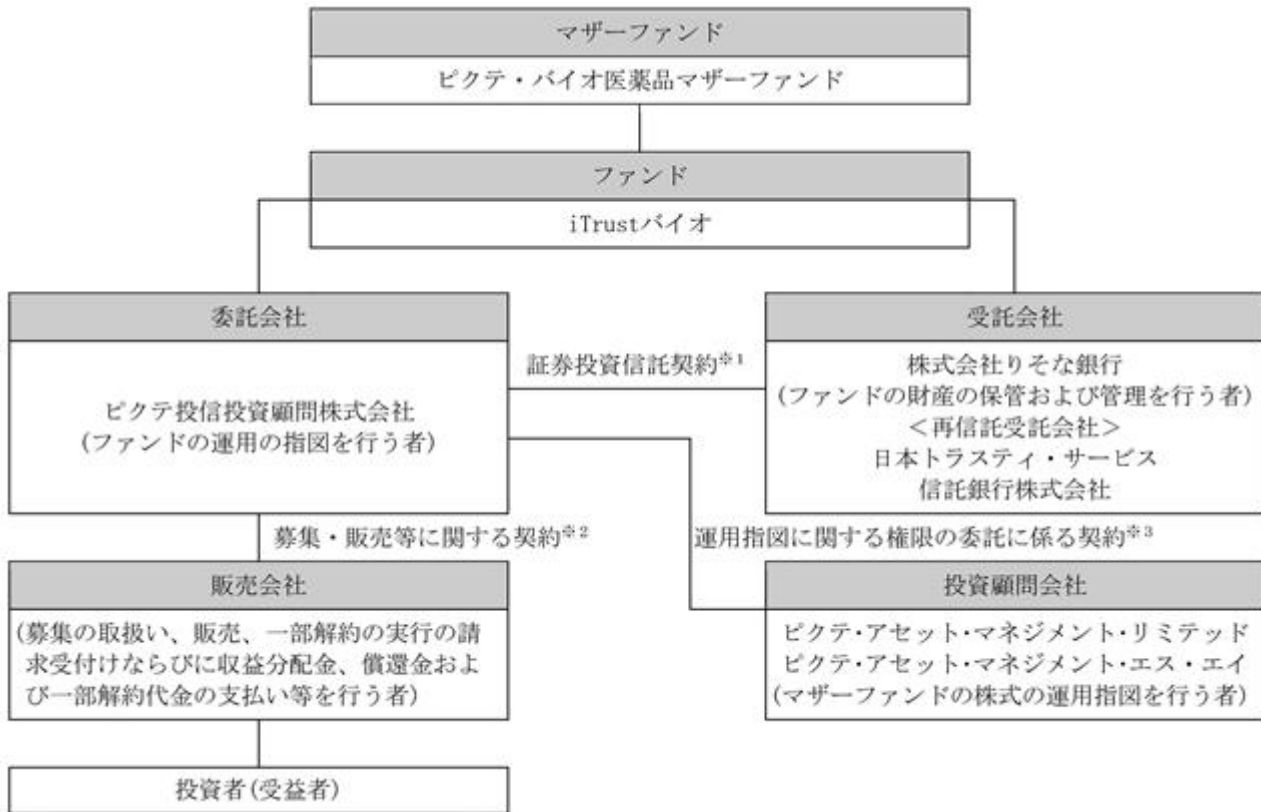 マザーファンド
ピクテ・バイオ医薬品マザーファンド
ファンド
iTrustバイオ
委託会社
ピクテ投信投資顧問株式会社
(ファンドの運用の指図を行う者)
証券投資信託契約※1
受託会社
株式会社りそな銀行
(ファンドの財産の保管および管理を行う者)
＜再信託受託会社＞
日本トラスティ・サービス
信託銀行株式会社
募集・販売等に関する契約※2
運用指図に関する権限の委託に係る契約※3
販売会社
(募集の取扱い、販売、一部解約の実行の請
求受付けならびに収益分配金、償還金およ
び一部解約代金の支払い等を行う者)
投資顧問会社
ピクテ・アセット・マネジメント・リミテッド
ピクテ・アセット・マネジメント・エス・エイ
(マザーファンドの株式の運用指図を行う者)
投資者(受益者)